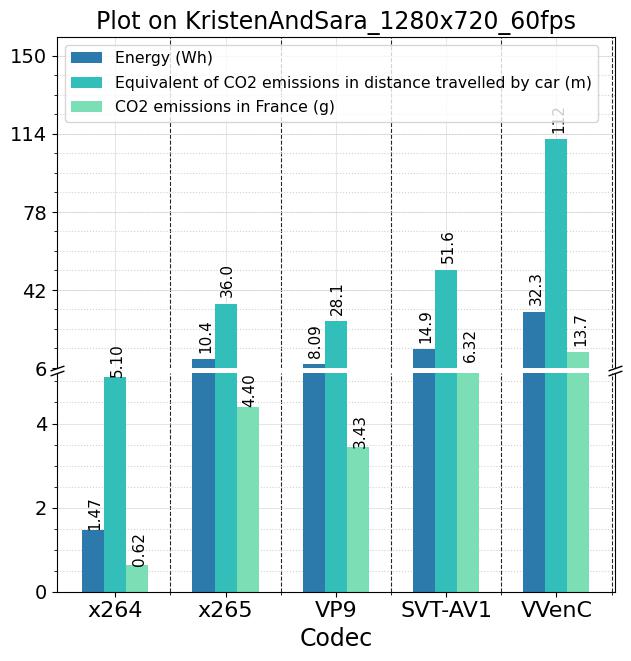 Plot on KristenAndSara_1280x720_60fps
Energy (Wh)
Equivalent of CO2 emissions in distance travelled by car (m)
CO2 emissions in France (g)
150
114
78
42
6
4
2
0
1.47
5.10
0.62
10.4
36.0
4.40
8.09
28.1
3.43
14.9
51.6
6.32
32.3
112
13.7
x264
x265
VP9
SVT-AV1
VVenC
Codec